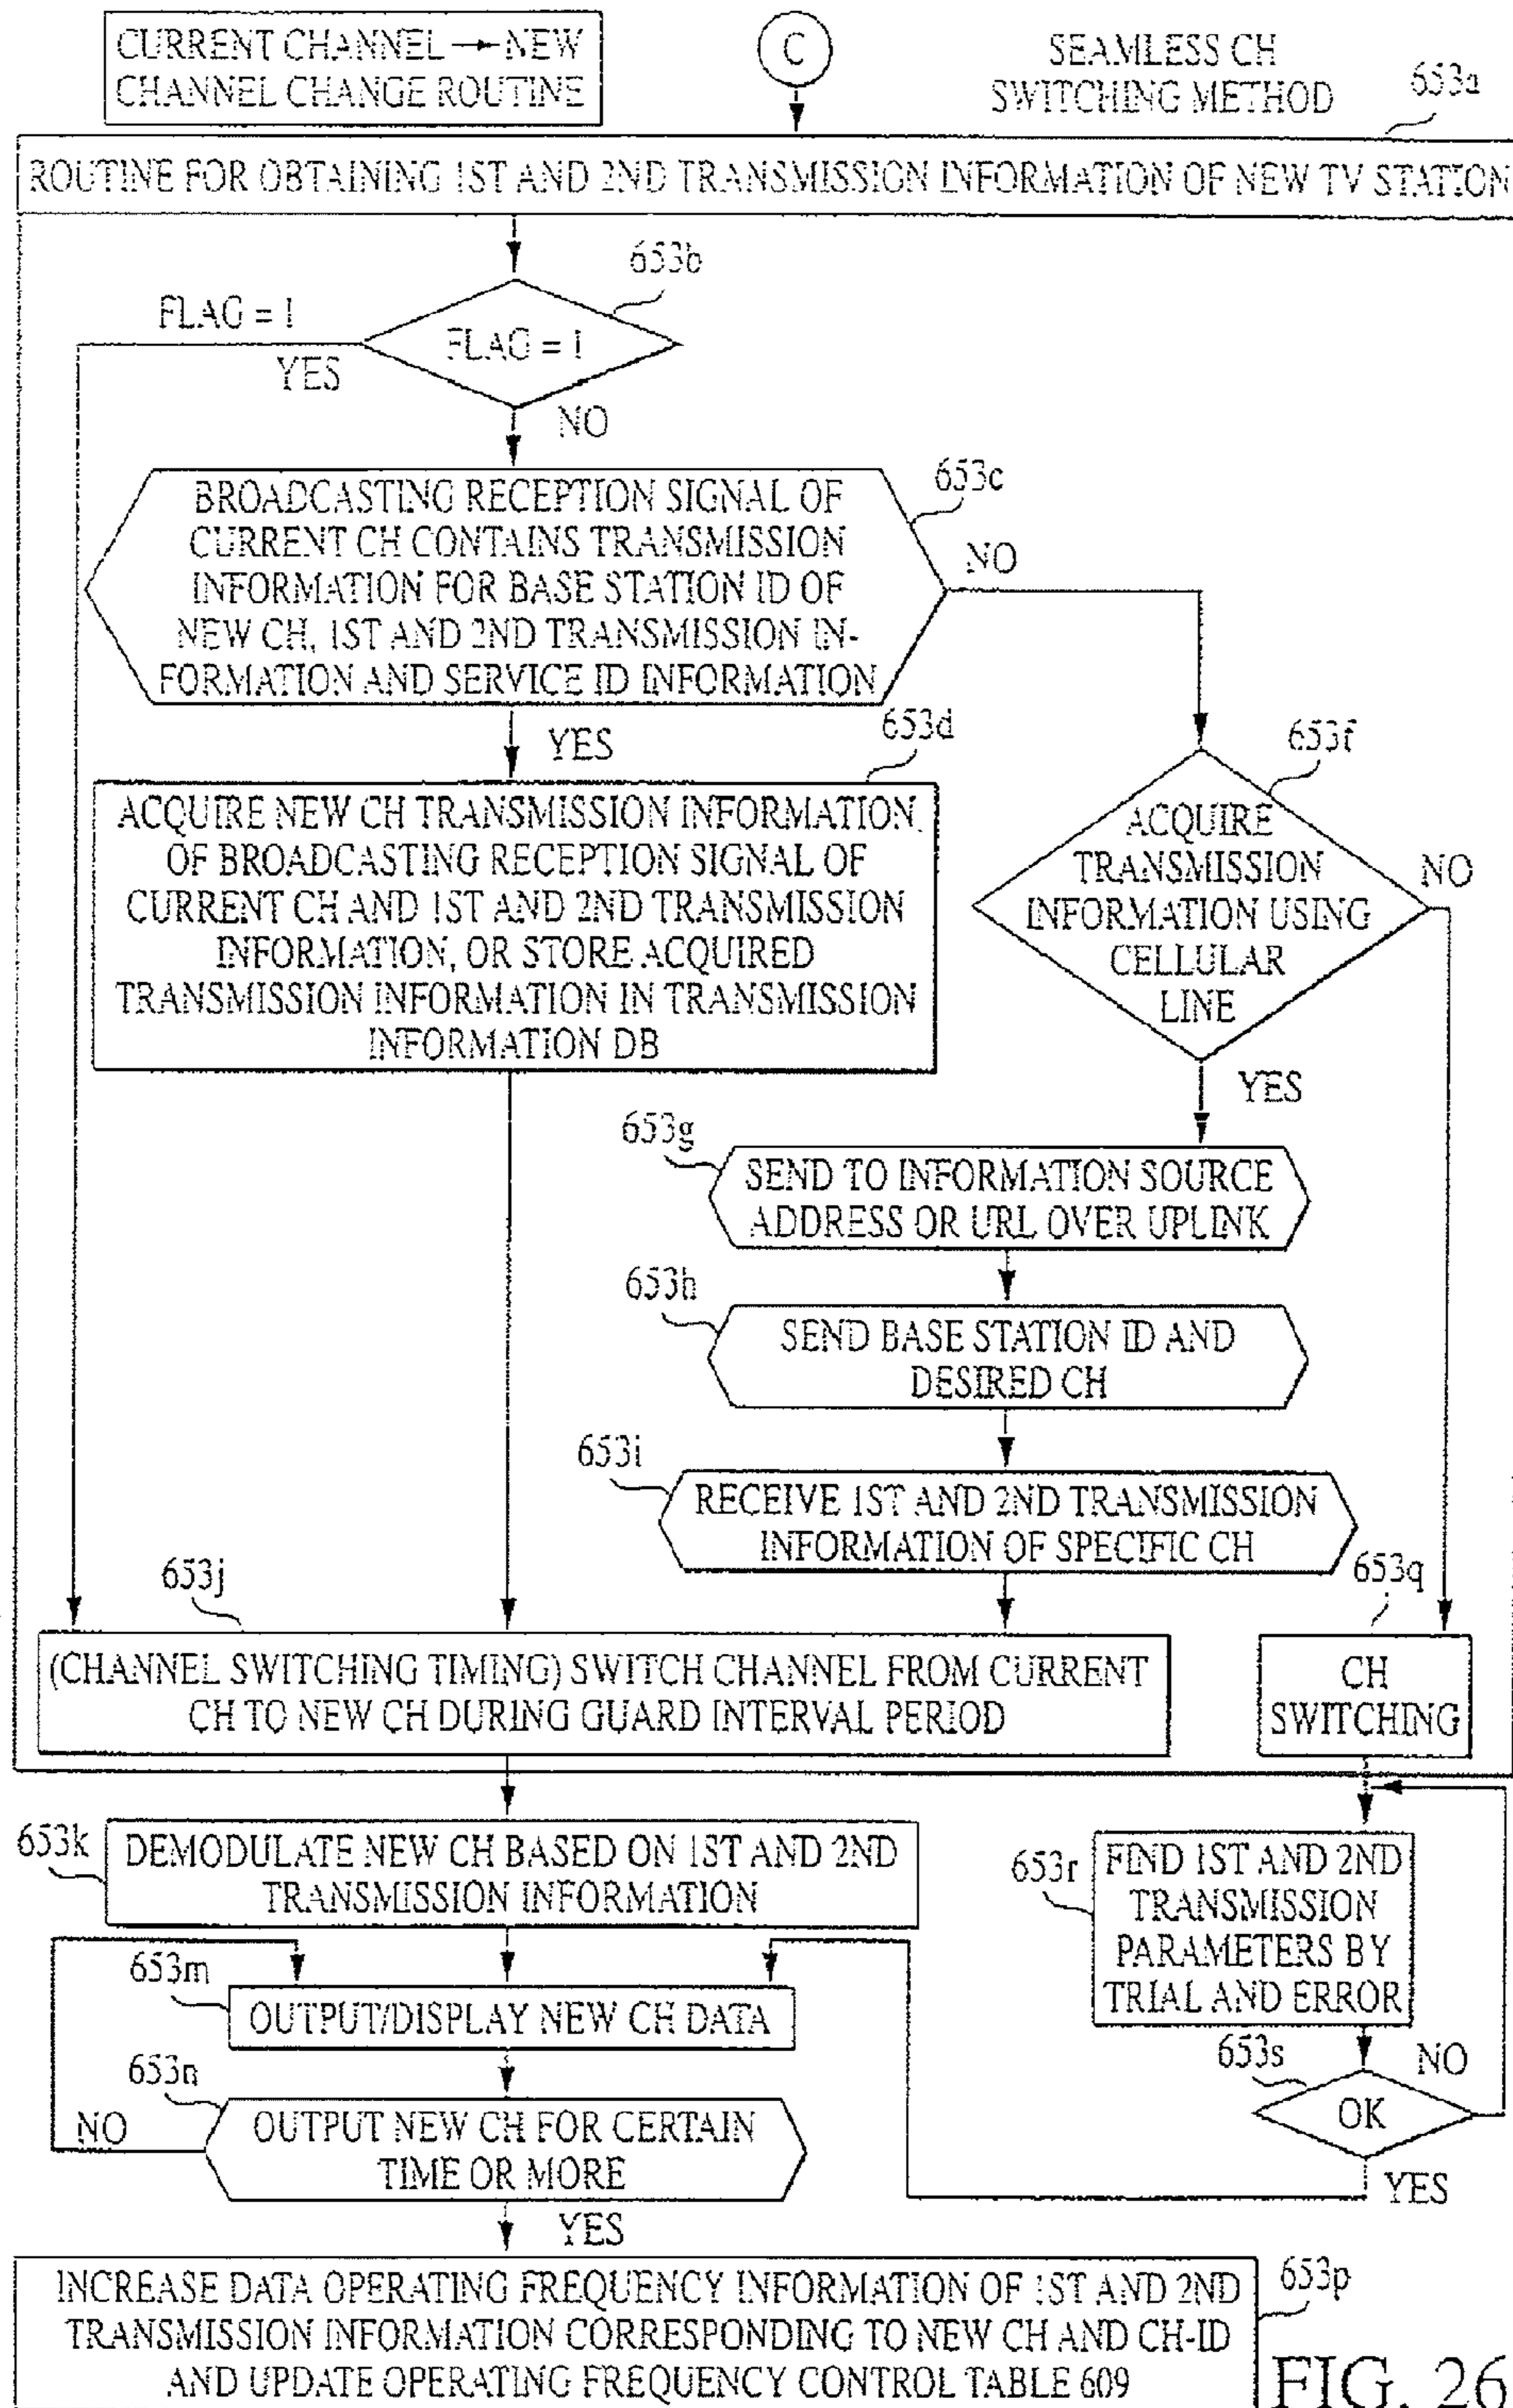 CURRENT CHANNEL → NEW
CHANNEL CHANGE ROUTINE
C
SEAMLESS CH
SWITCHING METHOD
653a
ROUTINE FOR OBTAINING 1ST AND 2ND TRANSMISSION INFORMATION OF NEW TV STATION
653b
FLAG = 1
YES
FLAG = 1
NO
653c
BROADCASTING RECEPTION SIGNAL OF
CURRENT CH CONTAINS TRANSMISSION
INFORMATION FOR BASE STATION ID OF
NEW CH, 1ST AND 2ND TRANSMISSION IN-
FORMATION AND SERVICE ID INFORMATION
NO
YES
653d
ACQUIRE NEW CH TRANSMISSION INFORMATION
OF BROADCASTING RECEPTION SIGNAL OF
CURRENT CH AND 1ST AND 2ND TRANSMISSION
INFORMATION, OR STORE ACQUIRED
TRANSMISSION INFORMATION IN TRANSMISSION
INFORMATION DB
653f
ACQUIRE
TRANSMISSION
INFORMATION USING
CELLULAR
LINE
NO
YES
653g
SEND TO INFORMATION SOURCE
ADDRESS OR URL OVER UPLINK
653h
SEND BASE STATION ID AND
DESIRED CH
653i
RECEIVE 1ST AND 2ND TRANSMISSION
INFORMATION OF SPECIFIC CH
653j
(CHANNEL SWITCHING TIMING) SWITCH CHANNEL FROM CURRENT
CH TO NEW CH DURING GUARD INTERVAL PERIOD
653q
CH
SWITCHING
653k
DEMODULATE NEW CH BASED ON 1ST AND 2ND
TRANSMISSION INFORMATION
653r
FIND 1ST AND 2ND
TRANSMISSION
PARAMETERS BY
TRIAL AND ERROR
653m
OUTPUT/DISPLAY NEW CH DATA
653s
OK
NO
YES
653n
NO
OUTPUT NEW CH FOR CERTAIN
TIME OR MORE
YES
INCREASE DATA OPERATING FREQUENCY INFORMATION OF 1ST AND 2ND
TRANSMISSION INFORMATION CORRESPONDING TO NEW CH AND CH-ID
AND UPDATE OPERATING FREQUENCY CONTROL TABLE 609
653p
FIG. 26